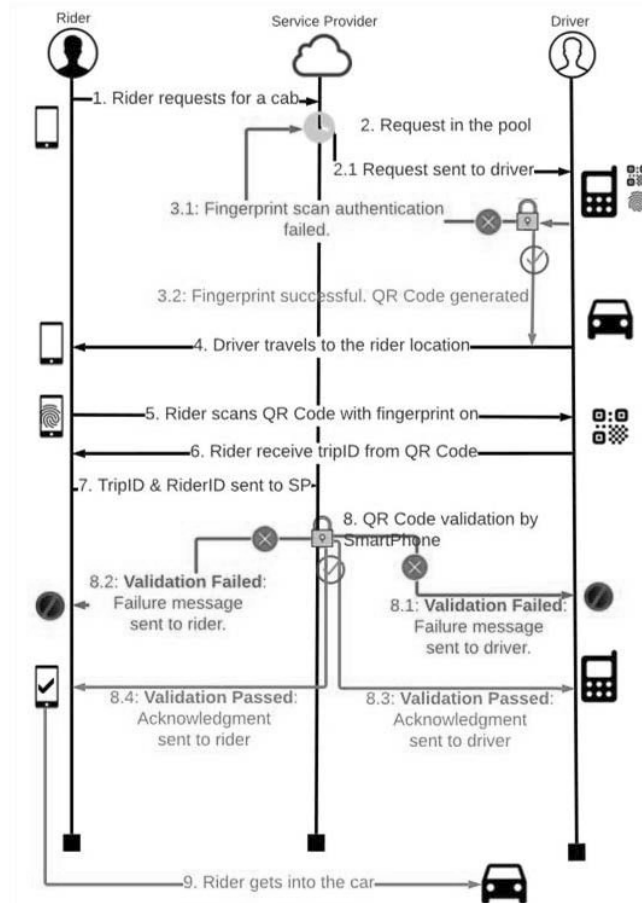 Rider
Service Provider
Driver
1. Rider requests for a cab
2. Request in the pool
2.1 Request sent to driver
3.1: Fingerprint scan authentication
failed.
3.2: Fingerprint successful. QR Code generated
4. Driver travels to the rider location
5. Rider scans QR Code with fingerprint on
6. Rider receive tripID from QR Code
7. TripID & RiderID sent to SP
8. QR Code validation by
SmartPhone
8.2: Validation Failed:
Failure message
sent to rider.
8.1: Validation Failed:
Failure message
sent to driver.
8.4: Validation Passed:
Acknowledgment
sent to rider
8.3: Validation Passed:
Acknowledgment
sent to driver
9. Rider gets into the car